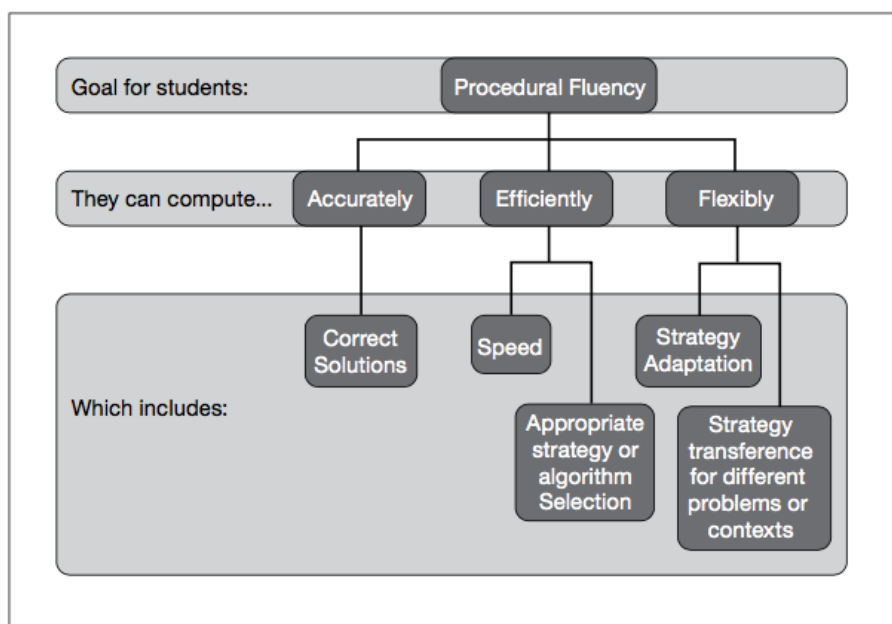 Goal for students:
Procedural Fluency
They can compute...
Accurately
Efficiently
Flexibly
Which includes:
Correct
Solutions
Speed
Strategy
Adaptation
Appropriate
strategy or
algorithm
Selection
Strategy
transference
for different
problems or
contexts